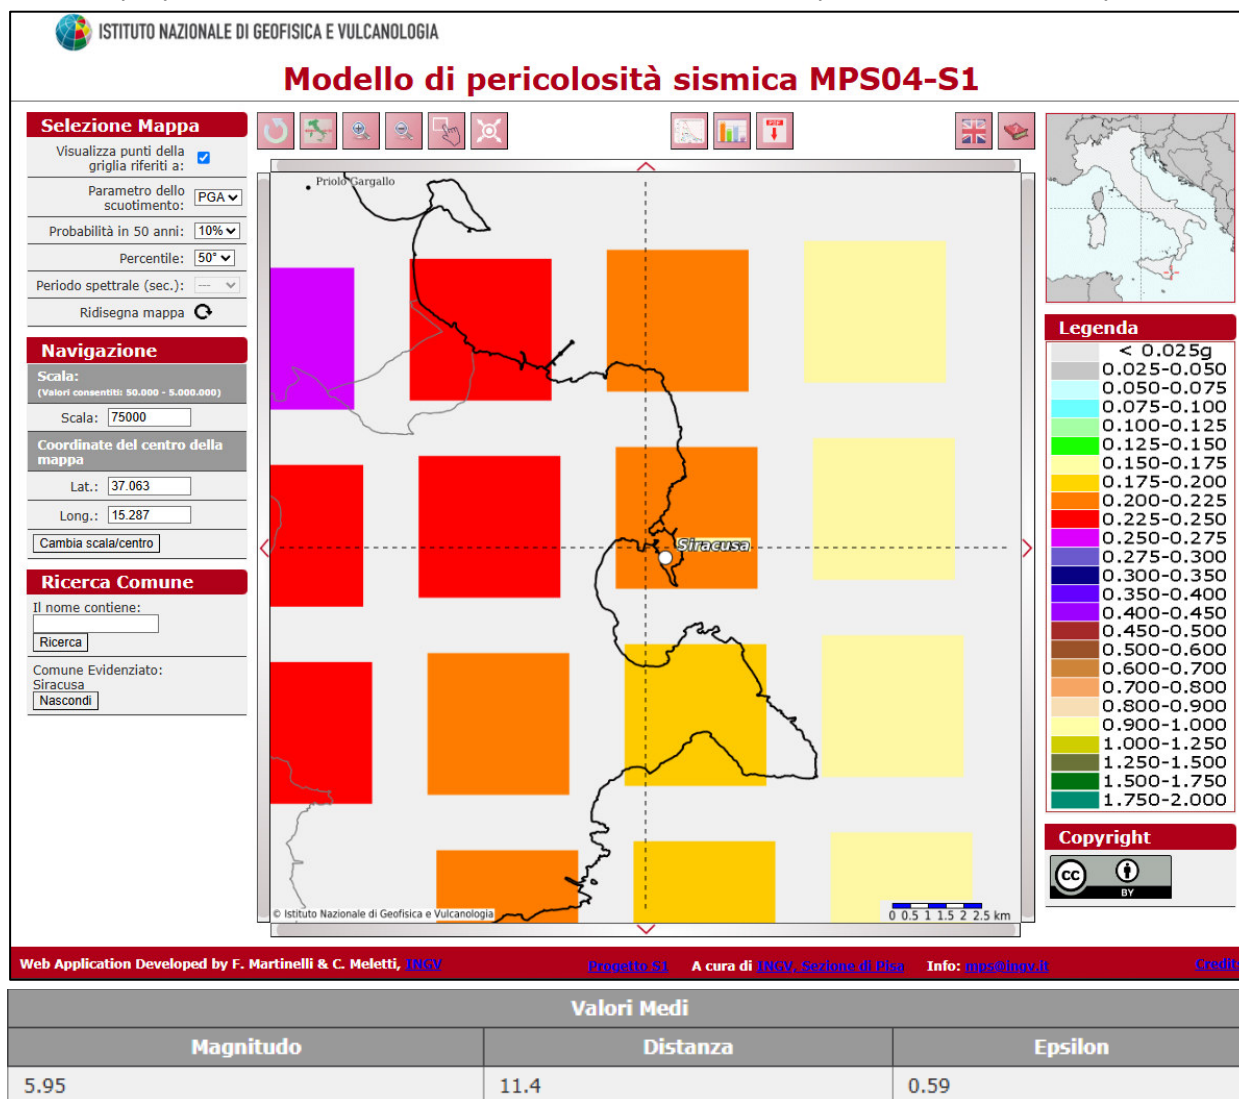 ISTITUTO NAZIONALE DI GEOFISICA E VULCANOLOGIA
Modello di pericolosità sismica MPS04-S1
Selezione Mappa
Visualizza punti della
griglia riferiti a:
Parametro dello
scuotimento: PGA
Probabilità in 50 anni: 10%
Percentile: 50°
Periodo spettrale (sec.): ---
Ridisegna mappa
Navigazione
Scala:
(Valori consentiti: 50.000 - 5.000.000)
Scala: 75000
Coordinate del centro della
mappa
Lat.: 37.063
Long.: 15.287
Cambia scala/centro
Ricerca Comune
Il nome contiene:
Ricerca
Comune Evidenziato:
Siracusa
Nascondi
PDF
Priolo Gargallo
Siracusa
© Istituto Nazionale di Geofisica e Vulcanologia
0 0.5 1 1.5 2 2.5 km
Legenda
< 0.025g
0.025-0.050
0.050-0.075
0.075-0.100
0.100-0.125
0.125-0.150
0.150-0.175
0.175-0.200
0.200-0.225
0.225-0.250
0.250-0.275
0.275-0.300
0.300-0.350
0.350-0.400
0.400-0.450
0.450-0.500
0.500-0.600
0.600-0.700
0.700-0.800
0.800-0.900
0.900-1.000
1.000-1.250
1.250-1.500
1.500-1.750
1.750-2.000
Copyright
cc
BY
Web Application Developed by F. Martinelli & C. Meletti, INGV Progetto S1 A cura di INGV, Sezione di Pisa Info: mps@ingv.it Credits
Valori Medi
Magnitudo Distanza Epsilon
5.95 11.4 0.59